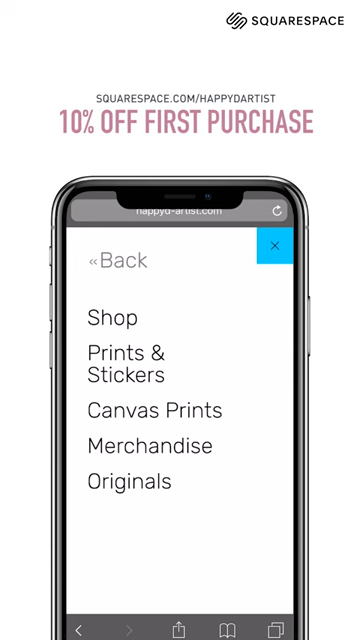 SQUARESPACE
SQUARESPACE.COM/HAPPYDARTIST
10% OFF FIRST PURCHASE
happyd-artist.com
«Back
Shop
Prints &
Stickers
Canvas Prints
Merchandise
Originals